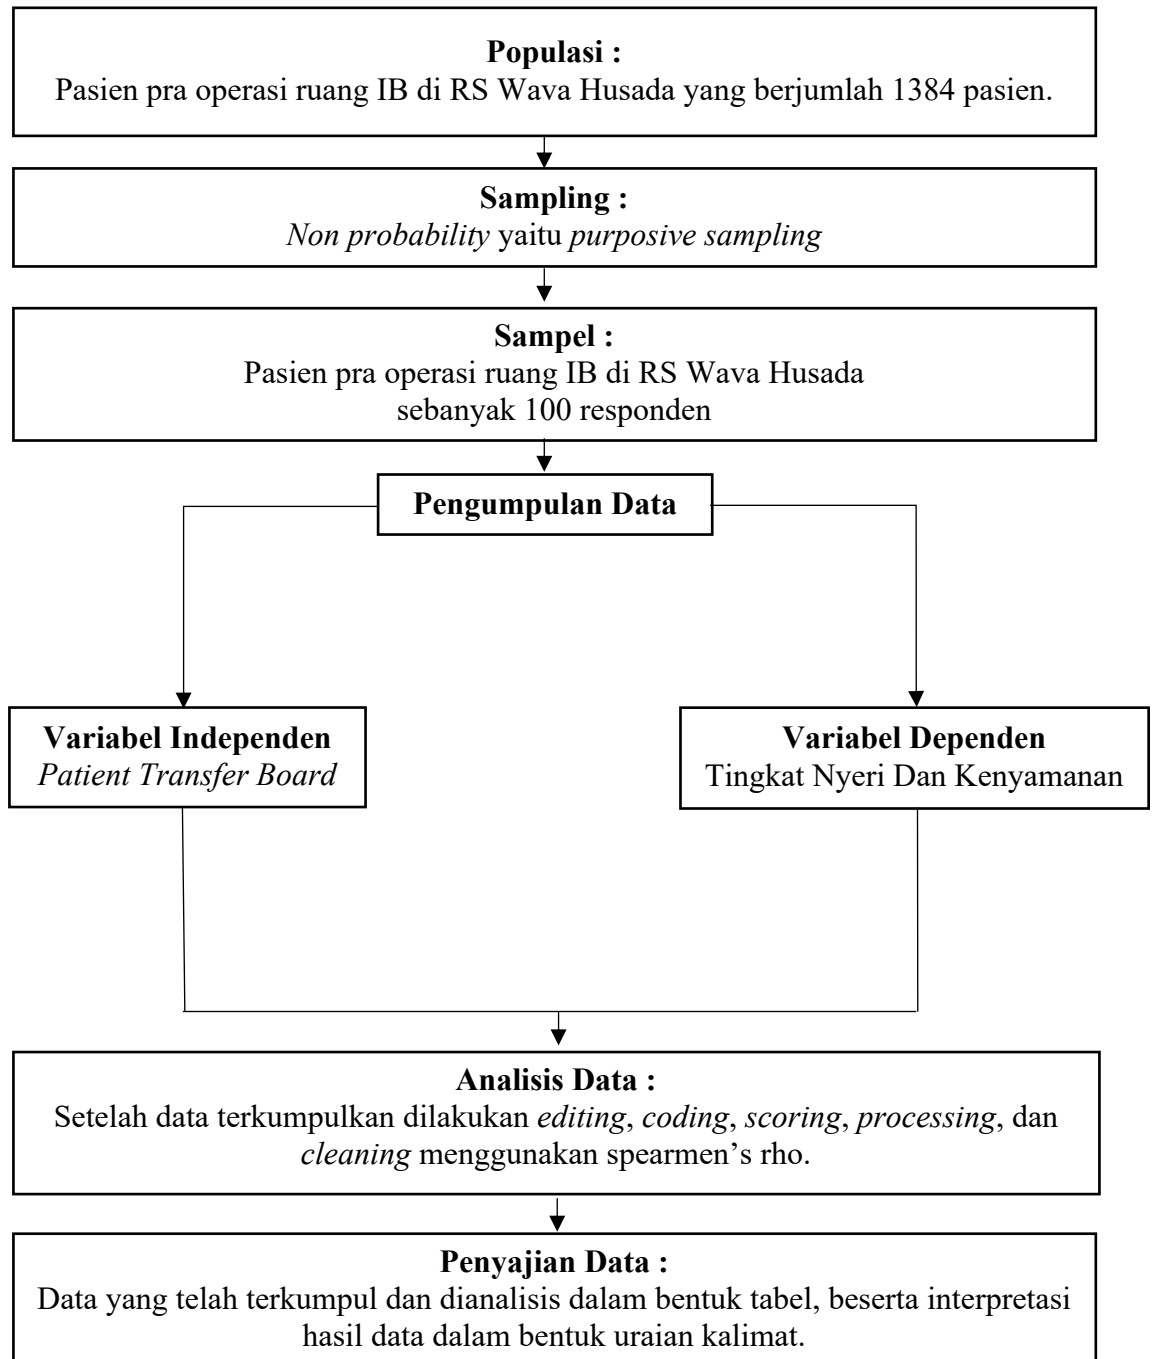 Populasi :
Pasien pra operasi ruang IB di RS Wava Husada yang berjumlah 1384 pasien.
Sampling :
Non probability yaitu purposive sampling
Sampel :
Pasien pra operasi ruang IB di RS Wava Husada
sebanyak 100 responden
Pengumpulan Data
Variabel Independen
Patient Transfer Board
Variabel Dependen
Tingkat Nyeri Dan Kenyamanan
Analisis Data :
Setelah data terkumpulkan dilakukan editing, coding, scoring, processing, dan
cleaning menggunakan spearmen’s rho.
Penyajian Data :
Data yang telah terkumpul dan dianalisis dalam bentuk tabel, beserta interpretasi
hasil data dalam bentuk uraian kalimat.